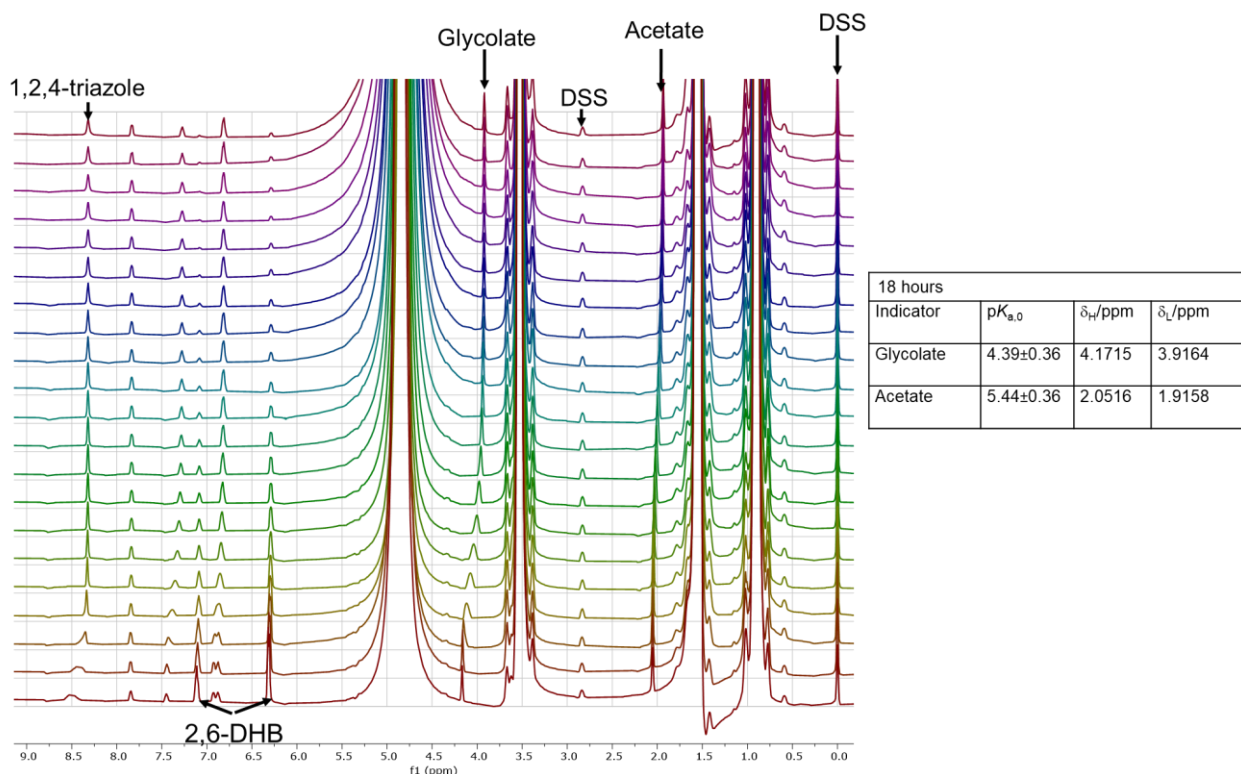 DSS
Glycolate
Acetate
1,2,4-triazole
DSS
18 hours
Indicator pKa,0 δH/ppm δL/ppm
Glycolate 4.39±0.36 4.1715 3.9164
Acetate 5.44±0.36 2.0516 1.9158
2,6-DHB
9.0 8.5 8.0 7.5 7.0 6.5 6.0 5.5 5.0 4.5 4.0 3.5 3.0 2.5 2.0 1.5 1.0 0.5 0.0
f1 (ppm)